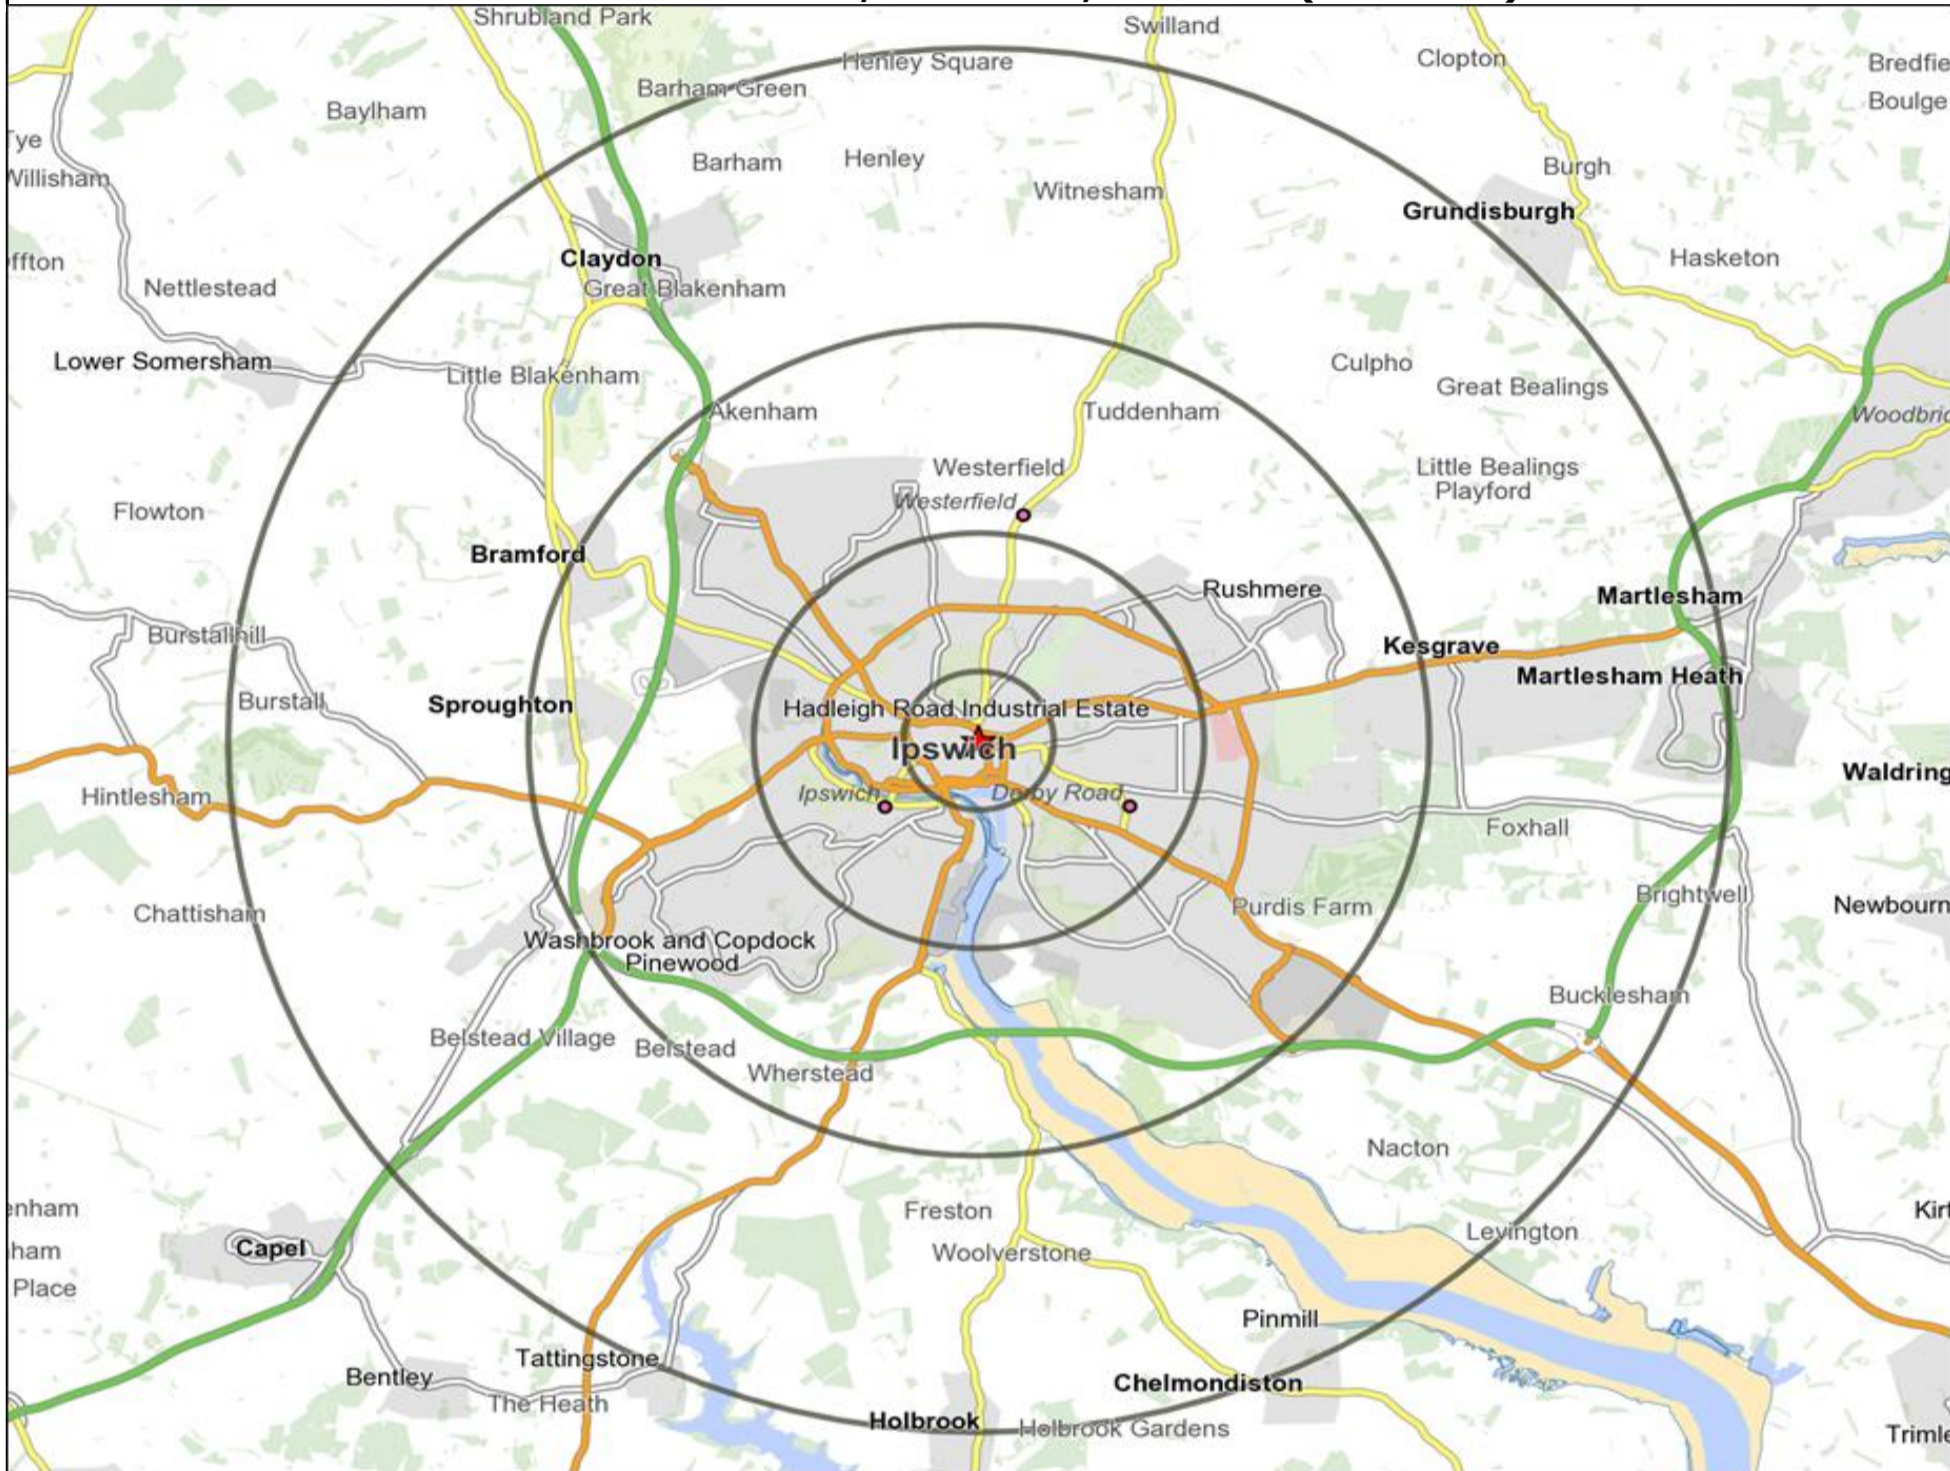 Shrubland Park
Swilland
Henley Square
Clopton
Barham Green
Baylham
Henley
Barham
Burgh
Witnesham
Grundisburgh
Claydon
Hasketon
Nettlestead
Great Blakenham
Lower Somersham
Little Blakenham
Culpho
Great Bealings
Akenham
Tuddenham
Westerfield
Little Bealings
Playford
Westerfield
Flowton
Bramford
Rushmere
Martlesham
Burstallhill
Kesgrave
Martlesham Heath
Burstall
Sproughton
Hadleigh Road Industrial Estate
Ipswich
Hintlesham
Ipswich
Derby Road
Foxhall
Brightwell
Purdis Farm
Chattisham
Washbrook and Copdock
Pinewood
Bucklesham
Belstead Village
Belstead
Wherstead
Nacton
Freston
Levington
Woolverstone
Capel
Place
Pinmill
Tattingstone
Bentley
Chelmondiston
The Heath
Holbrook
Holbrook Gardens
Willisham
Boulge
Bredfie
Woodbrid
Waldring
Newbourn
Kirt
Trimle
ffton
enham
ham